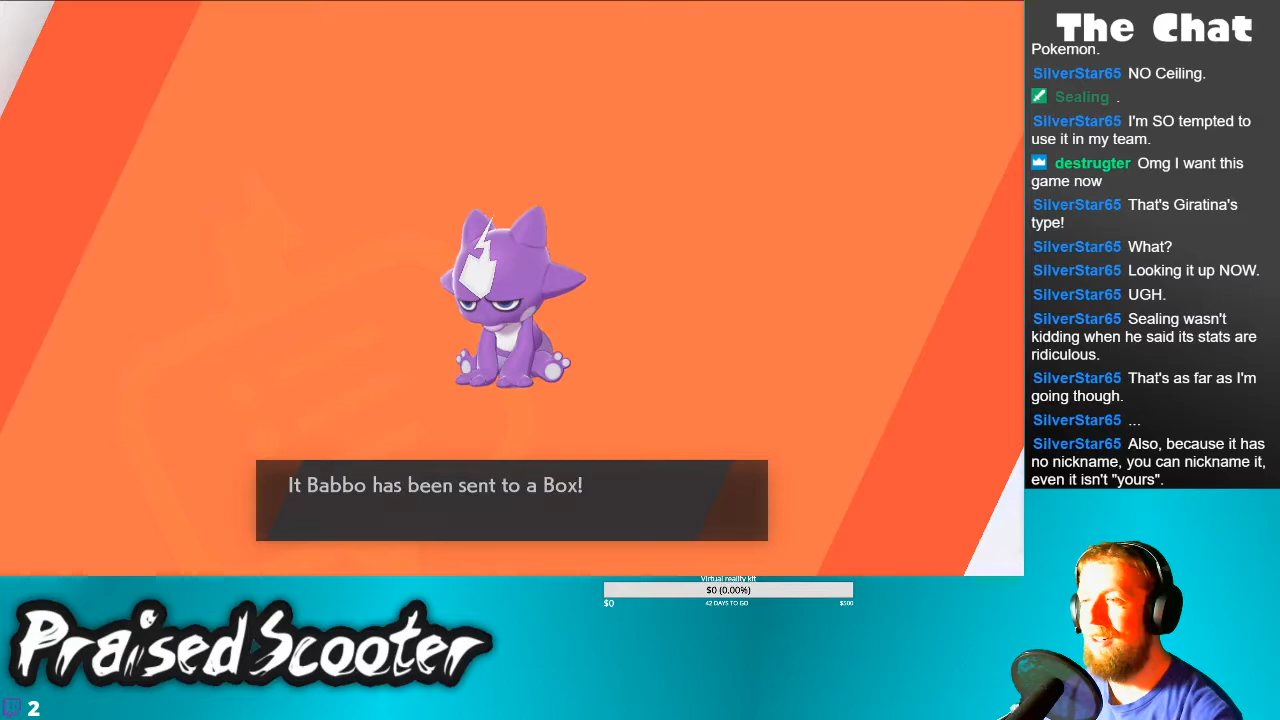 The Chat
Pokemon.
SilverStar65 NO Ceiling.
Sealing .
SilverStar65 I'm SO tempted to
use it in my team.
destrugter Omg I want this
game now
SilverStar65 That's Giratina's
type!
SilverStar65 What?
SilverStar65 Looking it up NOW.
SilverStar65 UGH.
SilverStar65 Sealing wasn't
kidding when he said its stats are
ridiculous.
SilverStar65 That's as far as I'm
going though.
SilverStar65 ...
SilverStar65 Also, because it has
no nickname, you can nickname it,
even it isn't "yours".
It Babbo has been sent to a Box!
Virtual reality kit
$0 (0.00%)
$0 42 DAYS TO GO $300
PraisedScooter
2